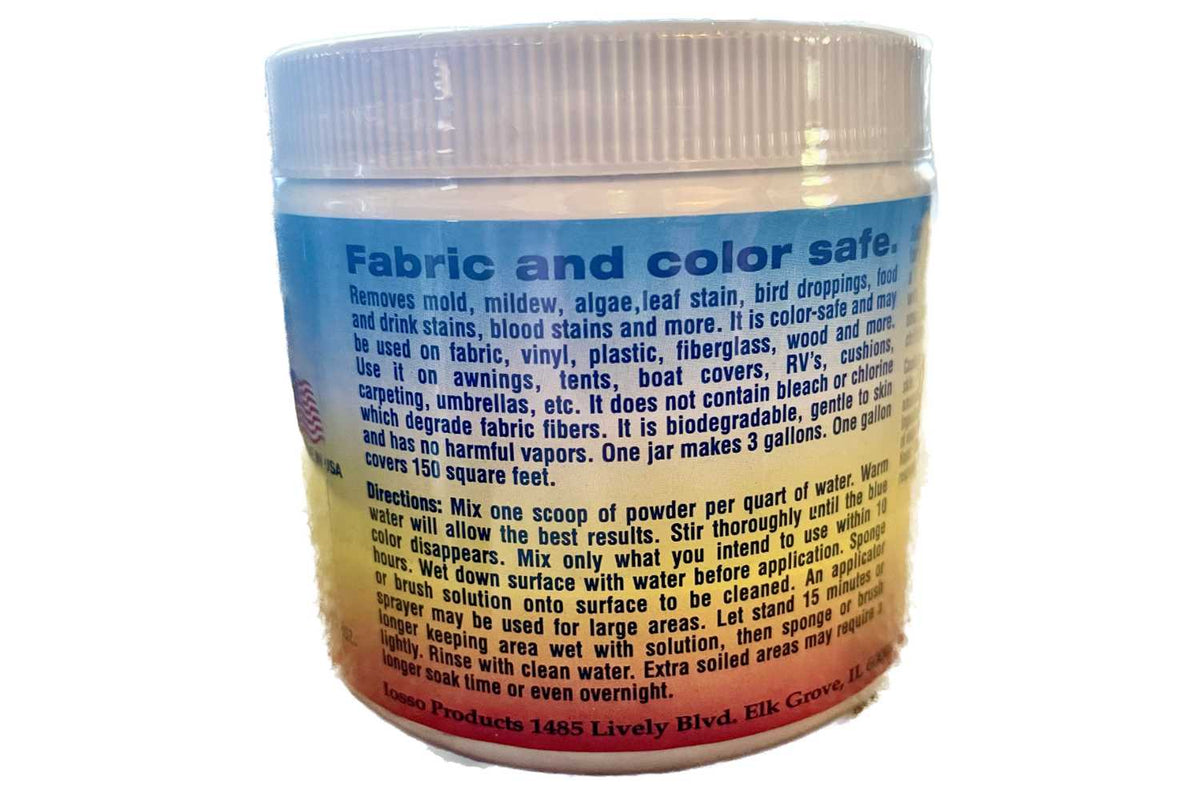 Fabric and color safe.
Removes mold, mildew, algae,leaf stain, bird droppings, food
and drink stains, blood stains and more. It is color-safe and may
be used on fabric, vinyl, plastic, fiberglass, wood and more.
Use it on awnings, tents, boat covers, RV's, cushions,
carpeting, umbrellas, etc. It does not contain bleach or chlorine
which degrade fabric fibers. It is biodegradable, gentle to skin
and has no harmful vapors. One jar makes 3 gallons. One gallon
covers 150 square feet.
USA
Directions: Mix one scoop of powder per quart of water. Warm
water will allow the best results. Stir thoroughly until the blue
color disappears. Mix only what you intend to use within 10
hours. Wet down surface with water before application. Sponge
or brush solution onto surface to be cleaned. An applicator
sprayer may be used for large areas. Let stand 15 minutes or
longer keeping area wet with solution, then sponge or brush
lightly. Rinse with clean water. Extra soiled areas may require a
longer soak time or even overnight.
Iosso Products 1485 Lively Blvd. Elk Grove, IL